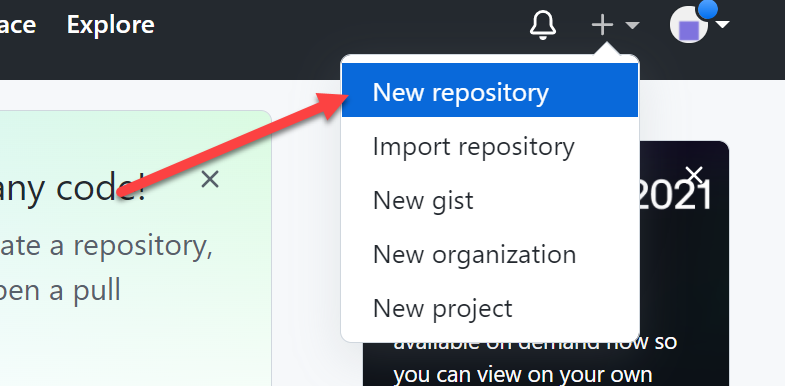 ace Explore
New repository
Import repository
New gist
New organization
New project
any code!
ate a repository,
pen a pull
2021
available on demand now so
you can view on your own